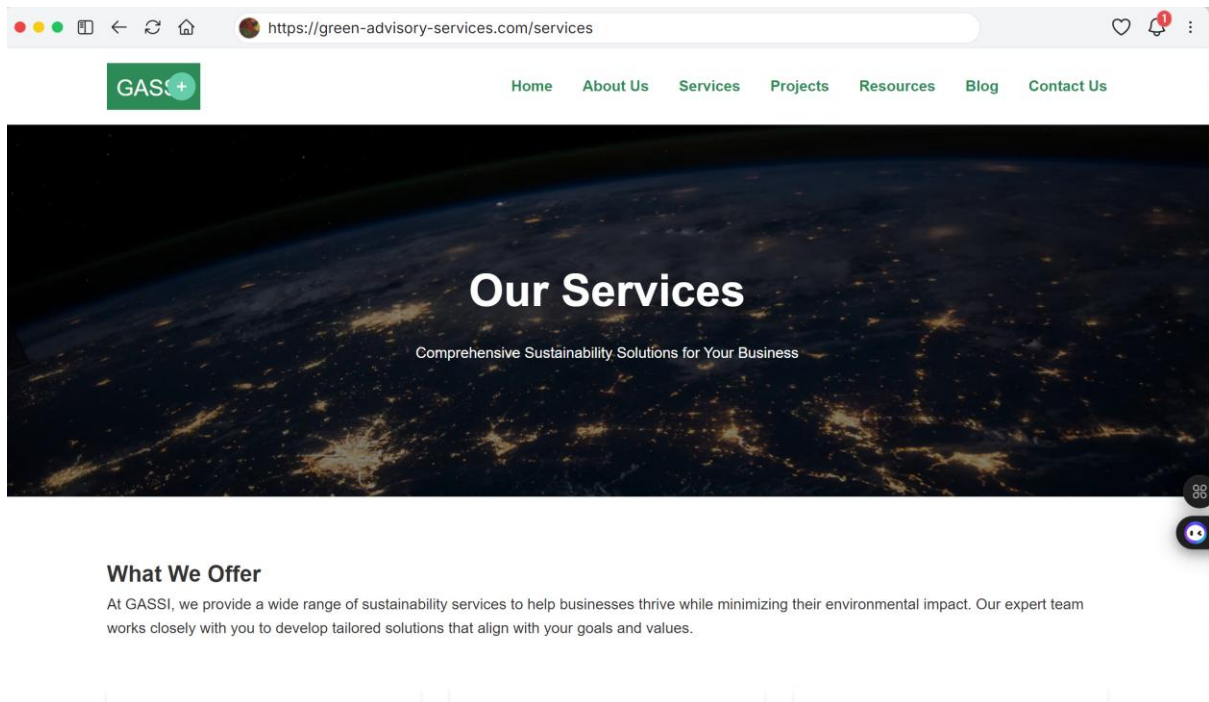 https://green-advisory-services.com/services
1
GASS
Home About Us Services Projects Resources Blog Contact Us
Our Services
Comprehensive Sustainability Solutions for Your Business
What We Offer
At GASSI, we provide a wide range of sustainability services to help businesses thrive while minimizing their environmental impact. Our expert team
works closely with you to develop tailored solutions that align with your goals and values.